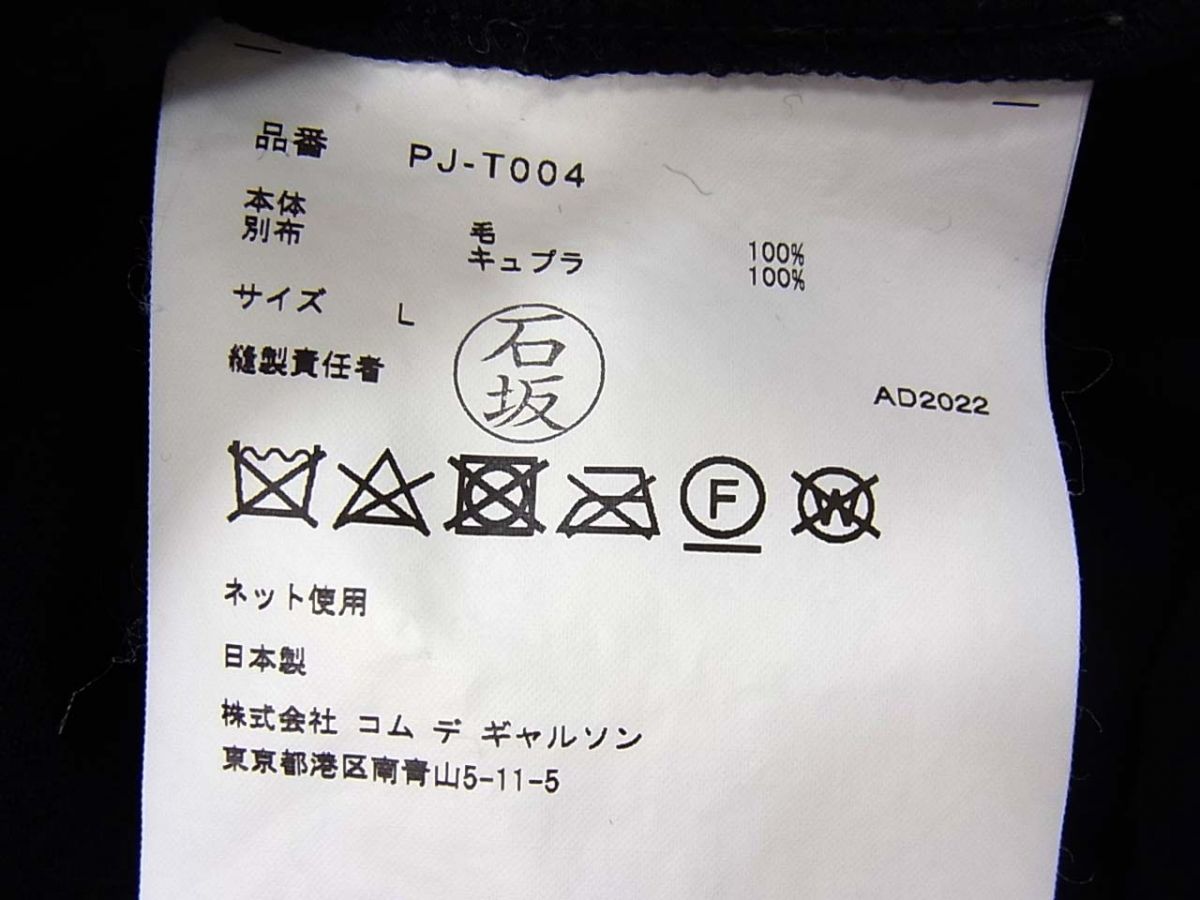 品番 PJ-T004
本体 毛 100%
別布 キュプラ 100%
サイズ L
縫製責任者 石坂
AD2022
F W
ネット使用
日本製
株式会社 コム デ ギャルソン
東京都港区南青山5-11-5